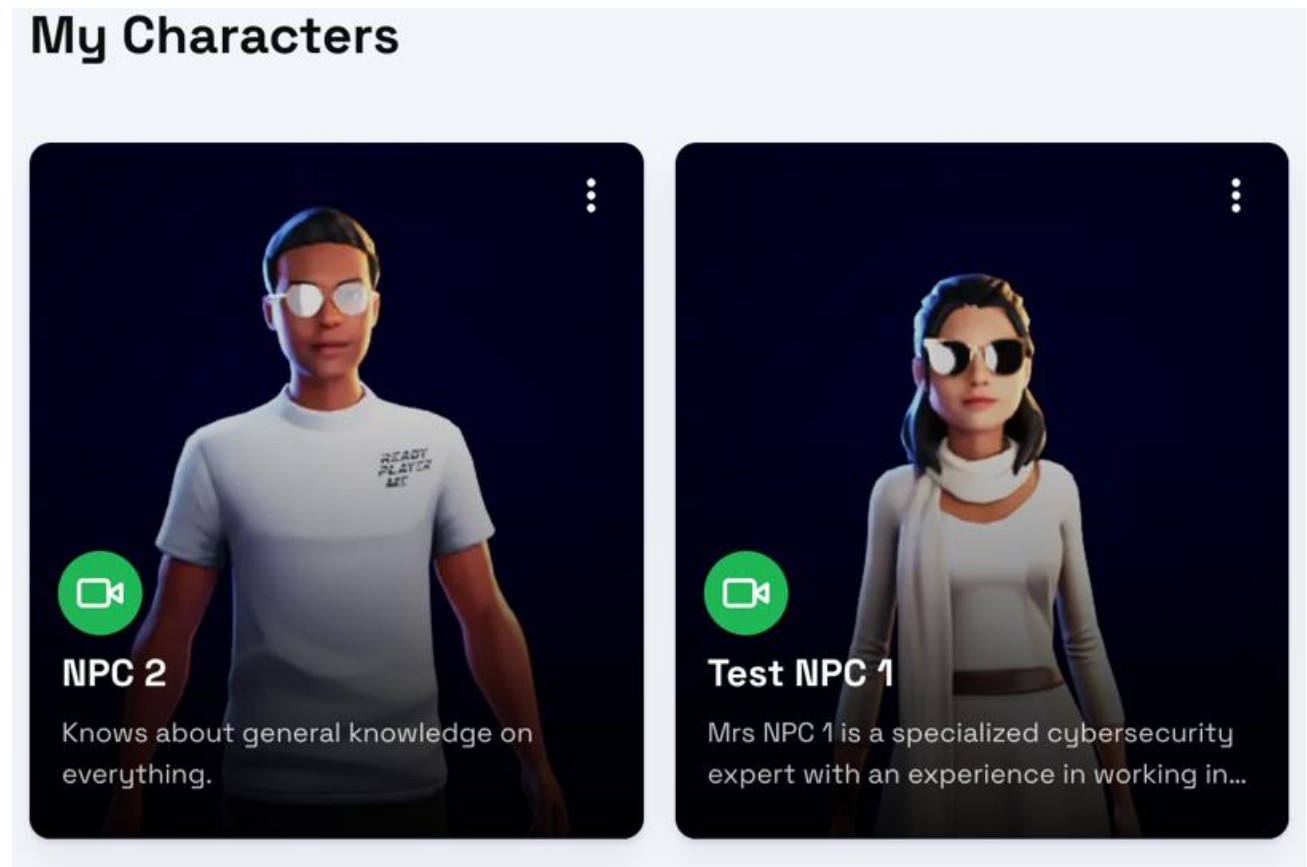 My Characters
READY
PLAYER
ME
NPC 2
Knows about general knowledge on
everything.
Test NPC 1
Mrs NPC 1 is a specialized cybersecurity
expert with an experience in working in...